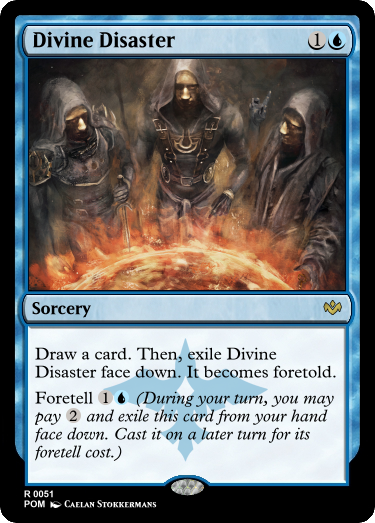 Divine Disaster 1
Sorcery
Draw a card. Then, exile Divine
Disaster face down. It becomes foretold.
Foretell 1 (During your turn, you may
pay 2 and exile this card from your hand
face down. Cast it on a later turn for its
foretell cost.)
R 0051
POM Caelan Stokkermans